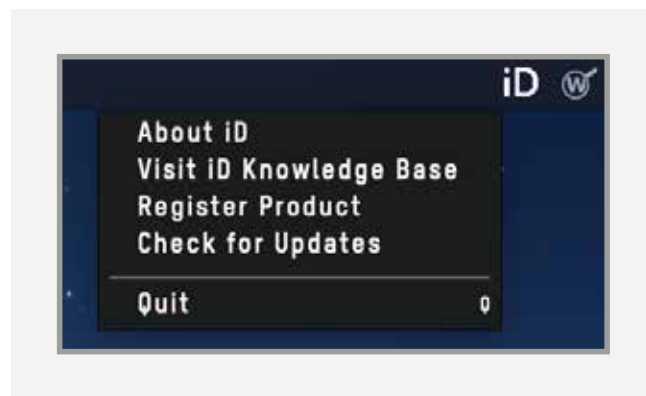 iD W
About iD
Visit iD Knowledge Base
Register Product
Check for Updates
Quit Q